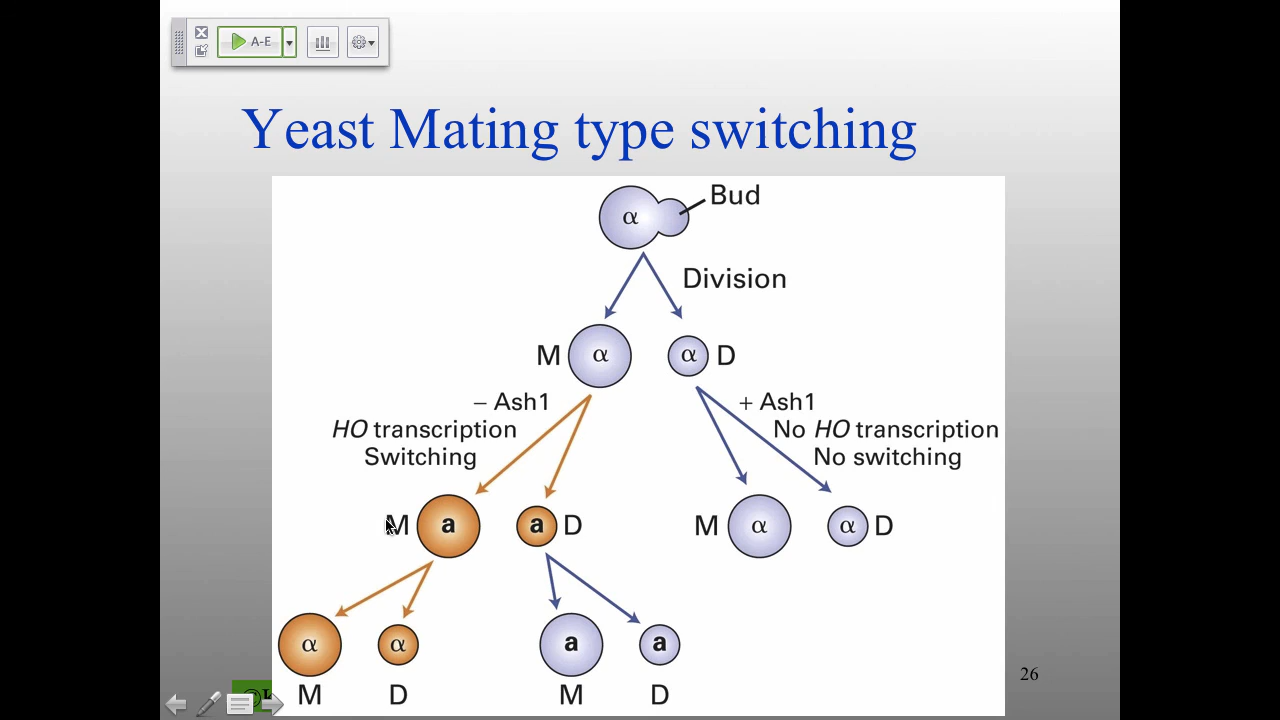 A-E
Yeast Mating type switching
α
Bud
Division
M α α D
– Ash1
HO transcription
Switching
+ Ash1
No HO transcription
No switching
M a a D M α α D
α α a a
M D M D
26